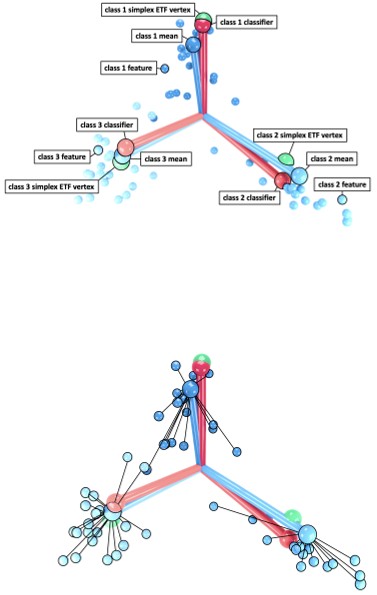 class 1 simplex ETF vertex
class 1 classifier
class 1 mean
class 1 feature
class 3 classifier
class 2 simplex ETF vertex
class 3 feature
class 3 mean
class 2 mean
class 3 simplex ETF vertex
class 2 feature
class 2 classifier